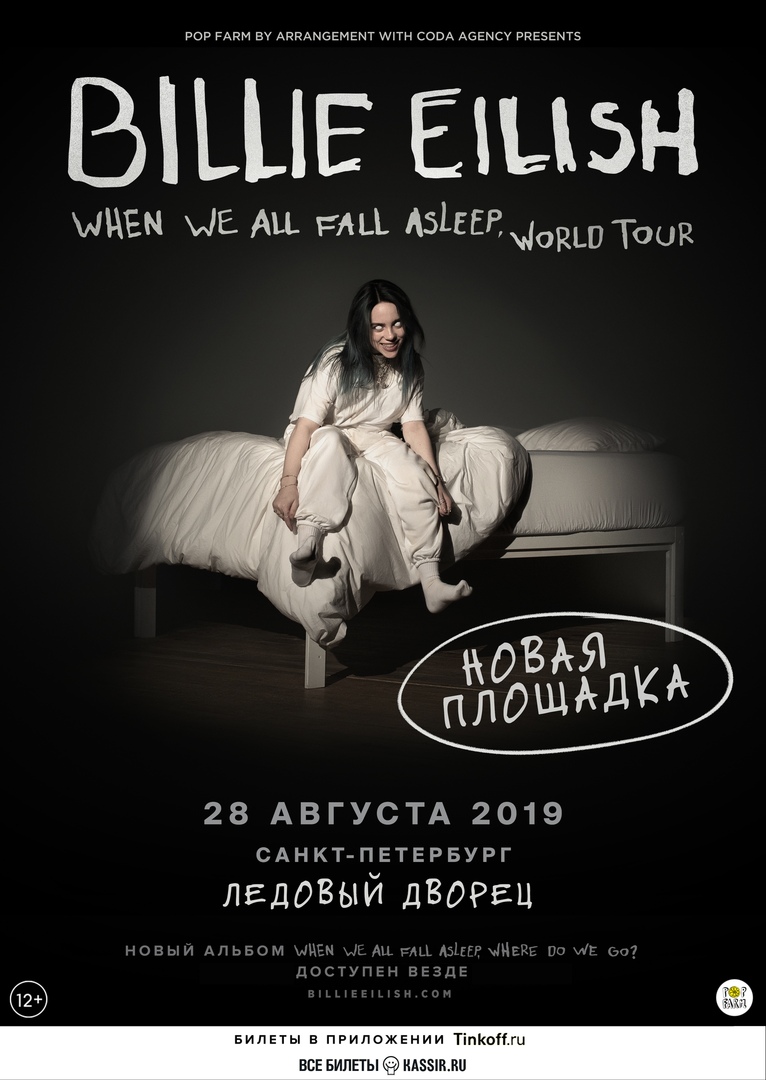 POP FARM BY ARRANGEMENT WITH CODA AGENCY PRESENTS
BILLIE EILISH
WHEN WE ALL FALL ASLEEP, WORLD TOUR
НОВАЯ
ПЛОЩАДКА
28 АВГУСТА 2019
САНКТ-ПЕТЕРБУРГ
ЛЕДОВЫЙ ДВОРЕЦ
НОВЫЙ АЛЬБОМ WHEN WE ALL FALL ASLEEP, WHERE DO WE GO?
ДОСТУПЕН ВЕЗДЕ
BILLIEEILISH.COM
12+
POP
FARM
БИЛЕТЫ В ПРИЛОЖЕНИИ Tinkoff.ru
ВСЕ БИЛЕТЫ KASSIR.RU